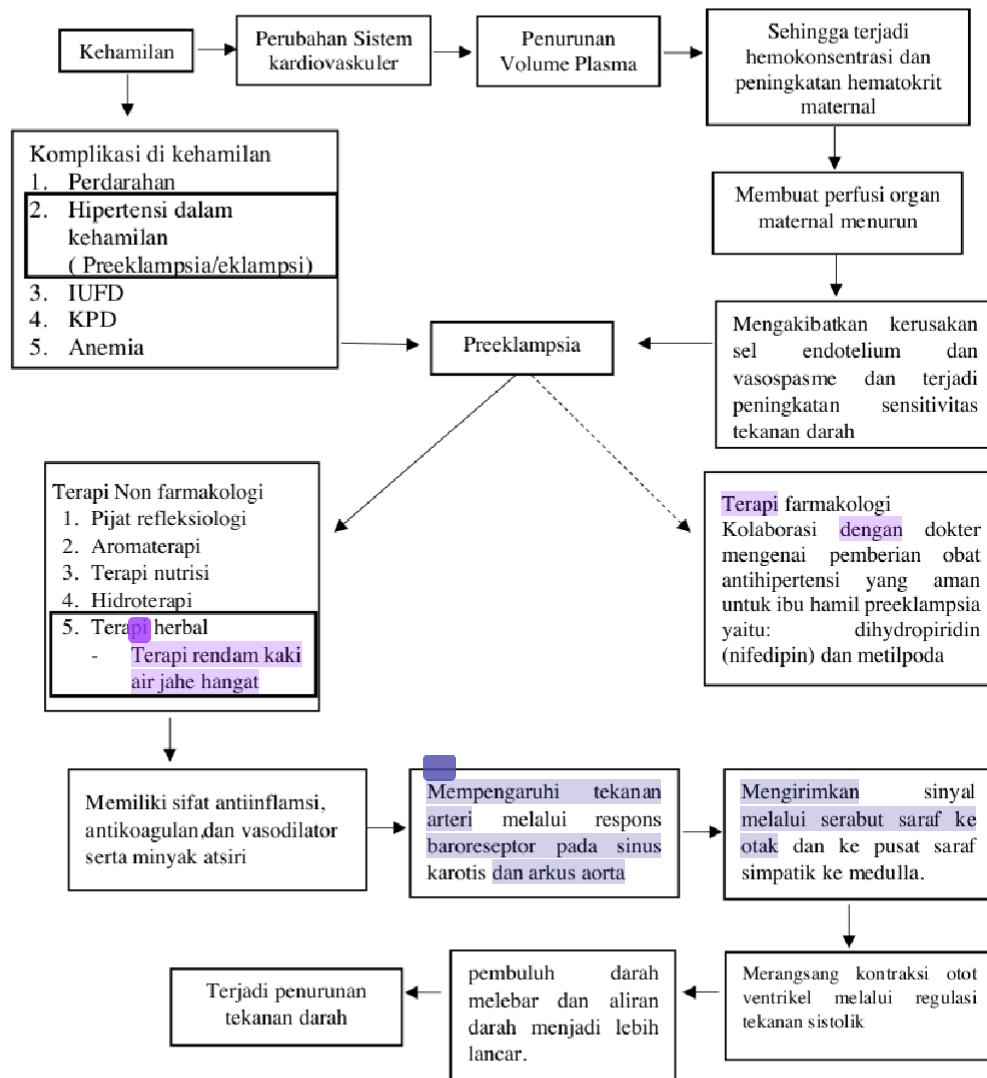 Kehamilan
Perubahan Sistem
kardiovaskuler
Penurunan
Volume Plasma
Sehingga terjadi
hemokonsentrasi dan
peningkatan hematokrit
maternal
Komplikasi di kehamilan
1. Perdarahan
2. Hipertensi dalam
kehamilan
( Preeklampsia/eklampsi)
3. IUFD
4. KPD
5. Anemia
Membuat perfusi organ
maternal menurun
Preeklampsia
Mengakibatkan kerusakan
sel endotelium dan
vasospasme dan terjadi
peningkatan sensitivitas
tekanan darah
Terapi Non farmakologi
1. Pijat refleksiologi
2. Aromaterapi
3. Terapi nutrisi
4. Hidroterapi
5. Terapi herbal
- Terapi rendam kaki
air jahe hangat
Terapi farmakologi
Kolaborasi dengan dokter
mengenai pemberian obat
antihipertensi yang aman
untuk ibu hamil preeklampsia
yaitu: dihydropiridin
(nifedipin) dan metilpoda
Memiliki sifat antiinflamsi,
antikoagulan,dan vasodilator
serta minyak atsiri
Mempengaruhi tekanan
arteri melalui respons
baroreseptor pada sinus
karotis dan arkus aorta
Mengirimkan sinyal
melalui serabut saraf ke
otak dan ke pusat saraf
simpatik ke medulla.
Merangsang kontraksi otot
ventrikel melalui regulasi
tekanan sistolik
pembuluh darah
melebar dan aliran
darah menjadi lebih
lancar.
Terjadi penurunan
tekanan darah